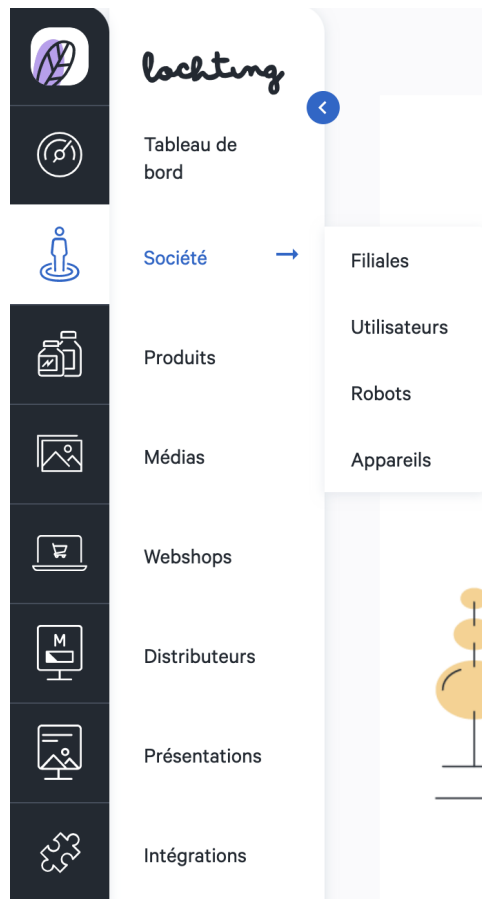 lochting
Tableau de
bord
Société
Filiales
Utilisateurs
Produits
Robots
Médias
Appareils
Webshops
M
Distributeurs
Présentations
Intégrations